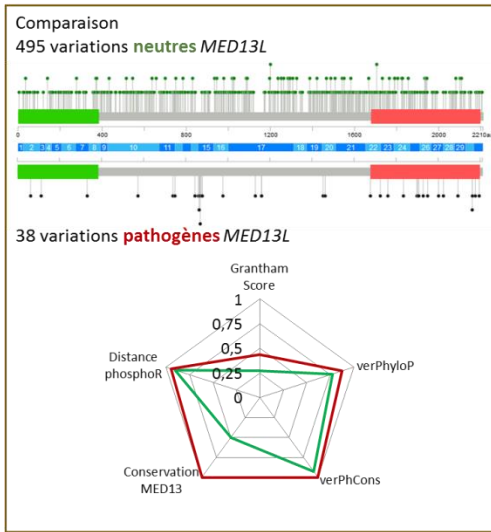 Comparaison
495 variations neutres MED13L
0 400 800 1200 1600 2000 2210aa
1 2 3 4 5 6 7 8 9 10 11 15 16 17 18 19 20 21 22 23 24 26 27 28 29
38 variations pathogènes MED13L
Grantham
Score
1
0,75
0,5
0,25
0
verPhyloP
verPhCons
Conservation
MED13
Distance
phosphoR